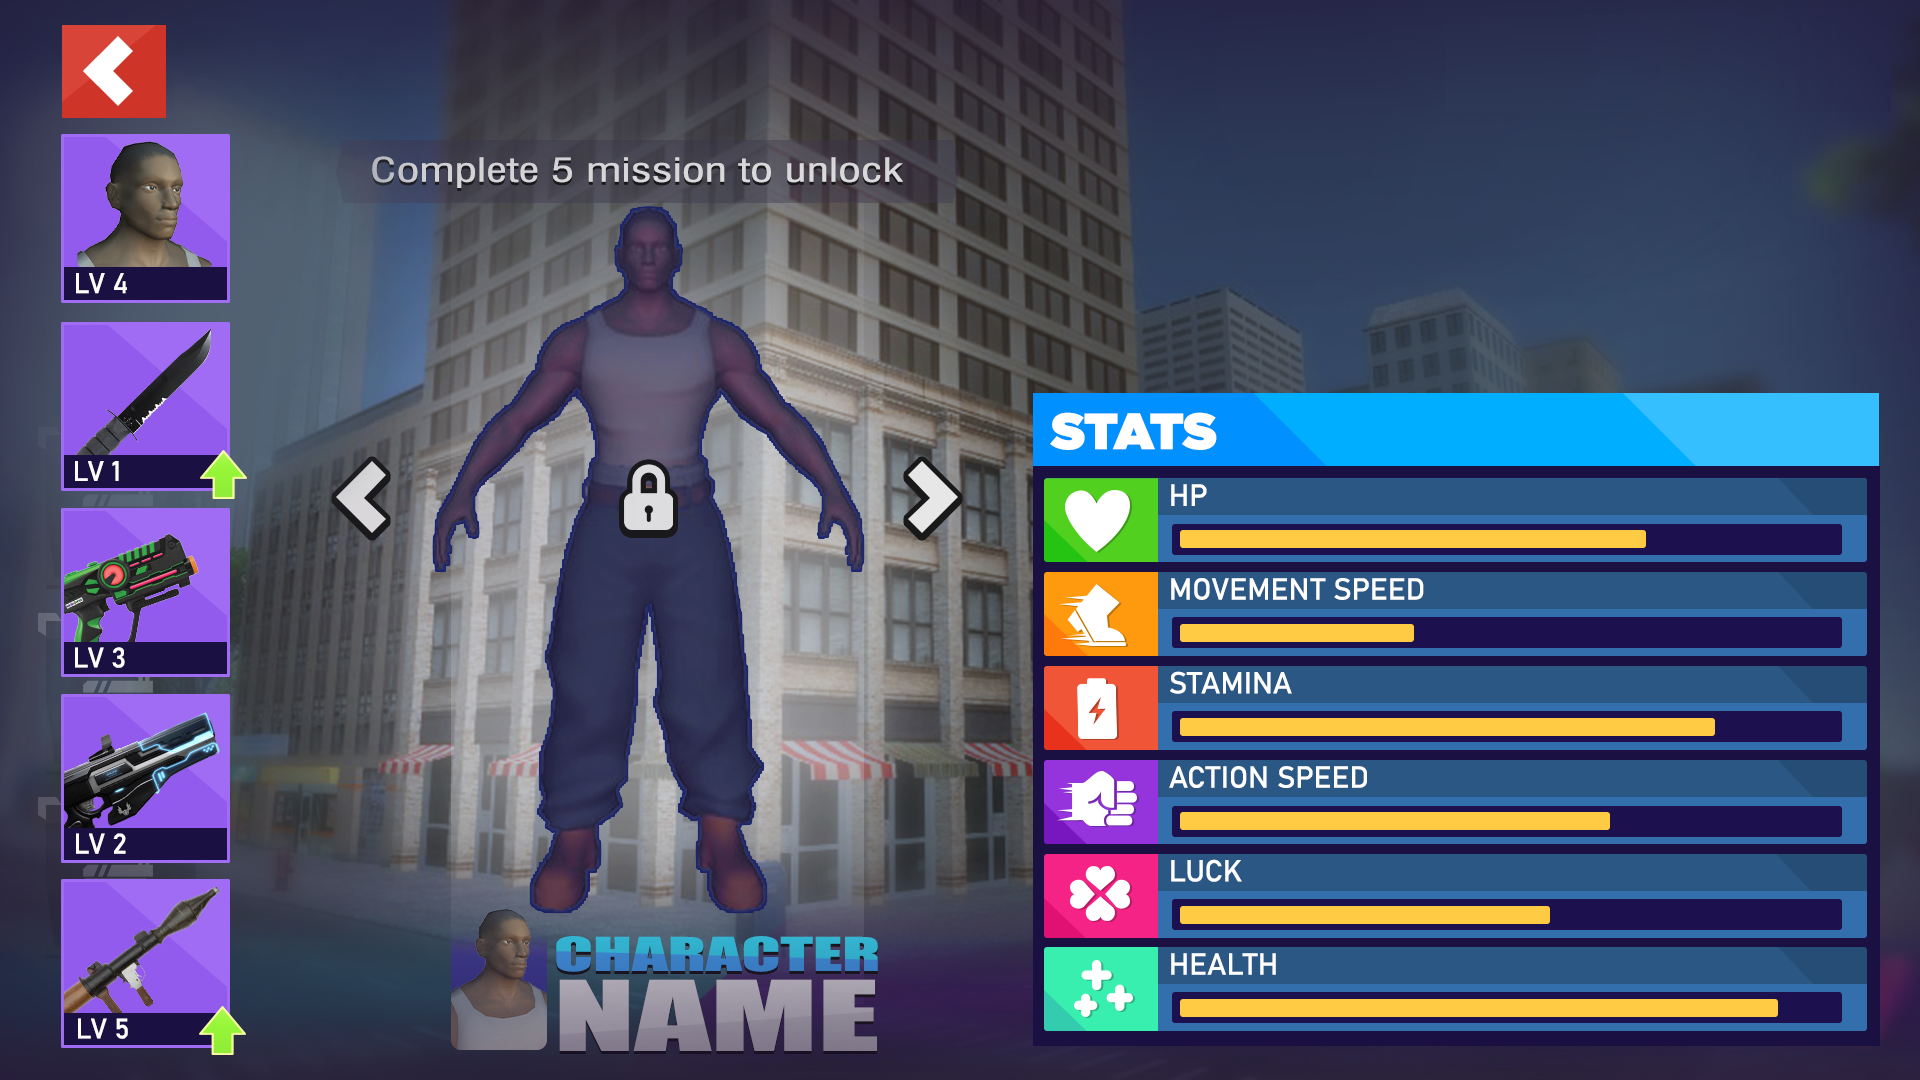 Complete 5 mission to unlock
LV 4
LV 1
LV 3
LV 2
LV 5
CHARACTER
NAME
STATS
HP
MOVEMENT SPEED
STAMINA
ACTION SPEED
LUCK
HEALTH